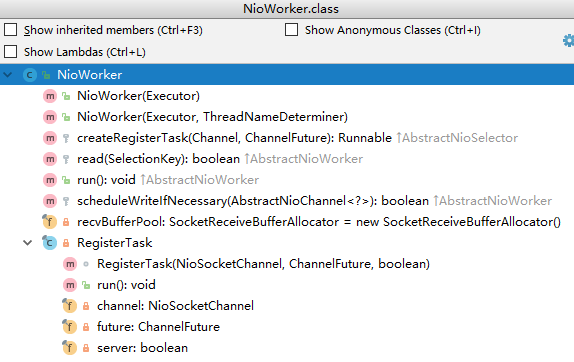 NioWorker.class
Show inherited members (Ctrl+F3) Show Anonymous Classes (Ctrl+I)
Show Lambdas (Ctrl+L)
C NioWorker
m NioWorker(Executor)
m NioWorker(Executor, ThreadNameDeterminer)
m createRegisterTask(Channel, ChannelFuture): Runnable ↑AbstractNioSelector
m read(SelectionKey): boolean ↑AbstractNioWorker
m run(): void ↑AbstractNioWorker
m scheduleWriteIfNecessary(AbstractNioChannel<?>): boolean ↑AbstractNioWorker
f recvBufferPool: SocketReceiveBufferAllocator = new SocketReceiveBufferAllocator()
C RegisterTask
m RegisterTask(NioSocketChannel, ChannelFuture, boolean)
m run(): void
f channel: NioSocketChannel
f future: ChannelFuture
f server: boolean